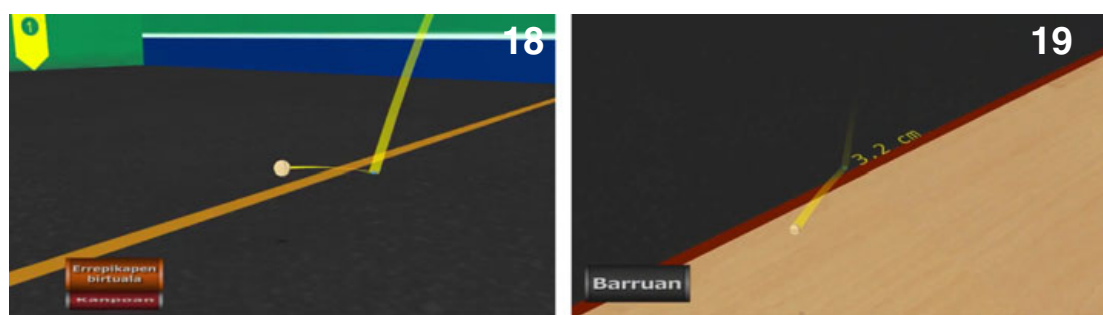 1
18
Errepikapen
birtuala
Kanpoan
19
3,2 cm
Barruan